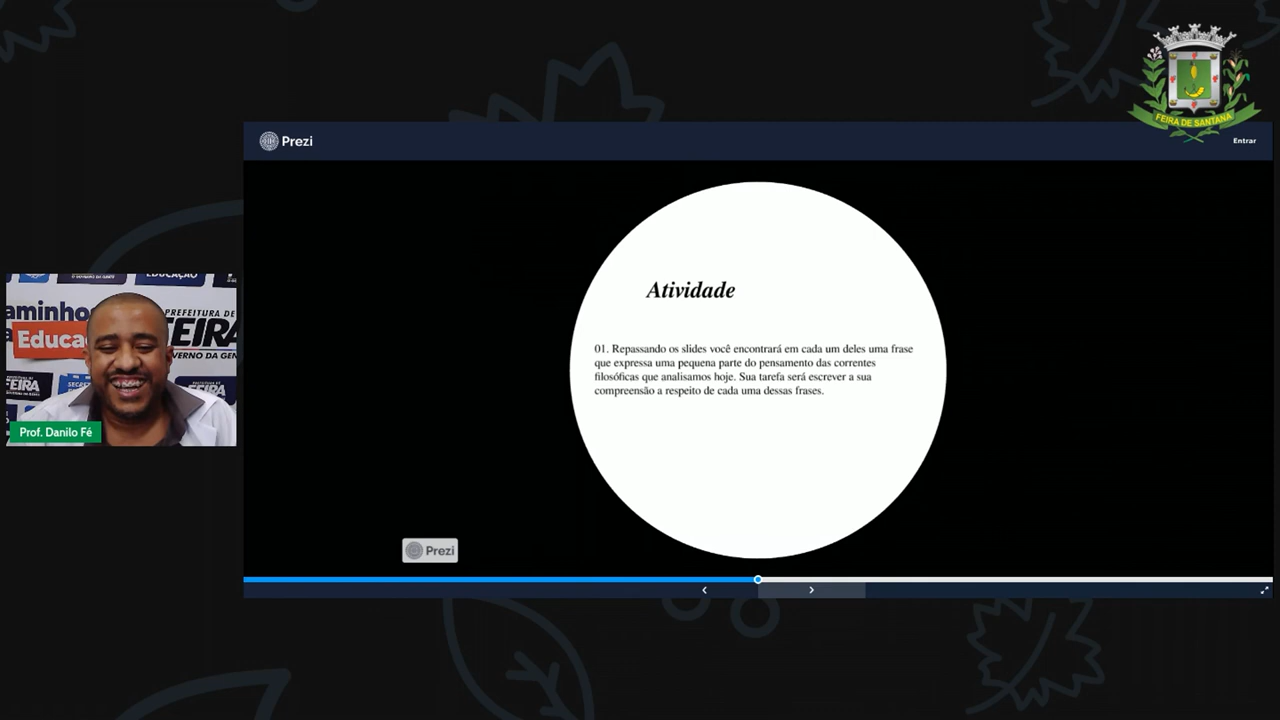 FEIRA DE SANTANA
Prezi
Entrar
Atividade
01. Repassando os slides você encontrará em cada um deles uma frase
que expressa uma pequena parte do pensamento das correntes
filosóficas que analisamos hoje. Sua tarefa será escrever a sua
compreensão a respeito de cada uma dessas frases.
EDUCAÇÃO
aminho
PREFEITURA DE
FEIRA
Educa
Prof. Danilo Fé
Prezi